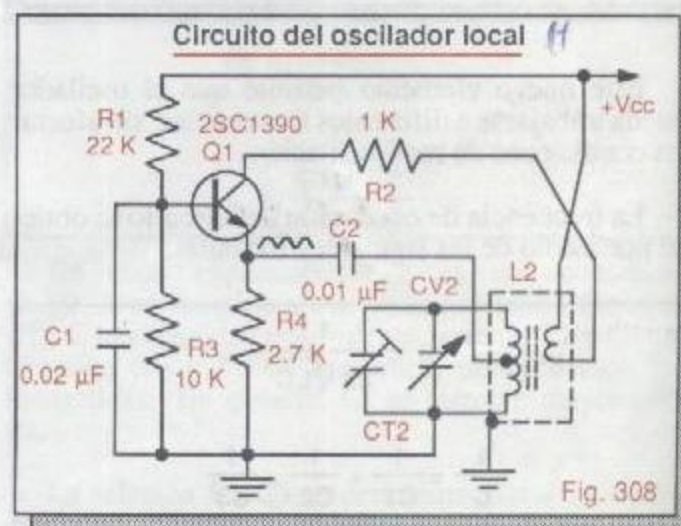 Circuito del oscilador local
+Vcc
R1
22 K
2SC1390
Q1
1 K
R2
C2
0.01 µF
CV2
L2
C1
0.02 µF
R3
10 K
R4
2.7 K
CT2
Fig. 308